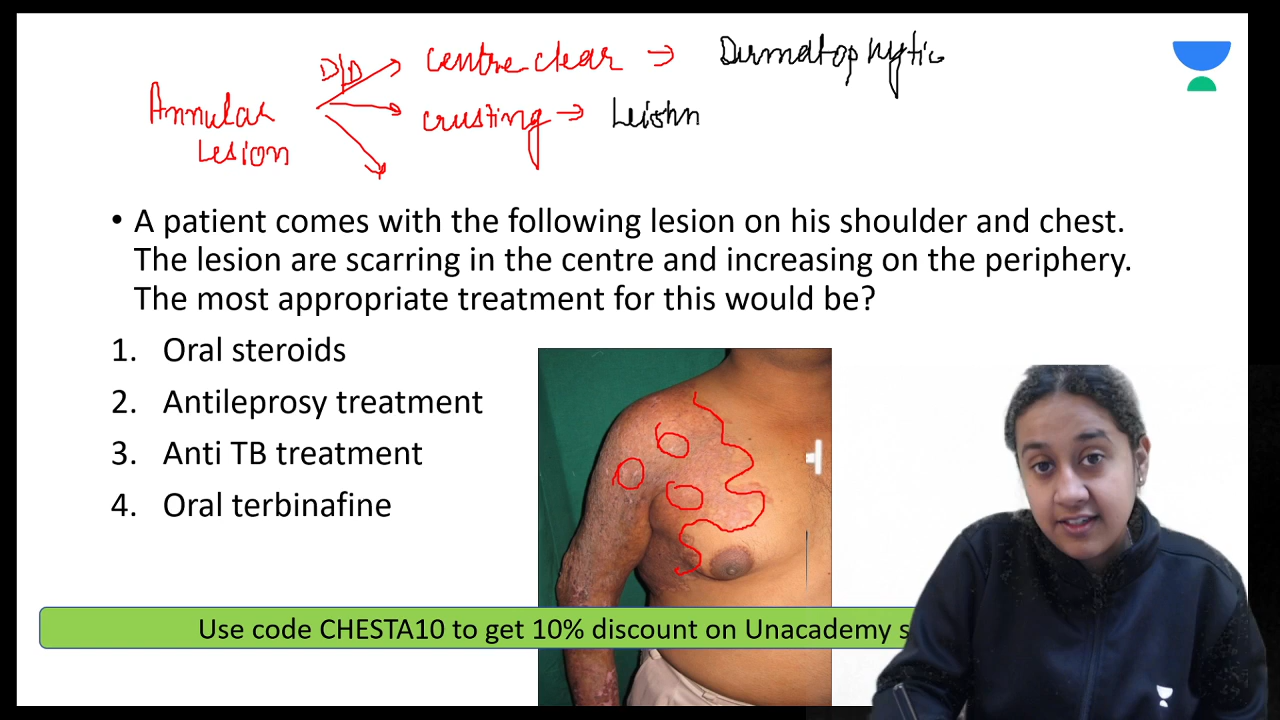 D/D centre clear → Dermatophytic
Annular
Lesion
crusting → Leishn
• A patient comes with the following lesion on his shoulder and chest.
The lesion are scarring in the centre and increasing on the periphery.
The most appropriate treatment for this would be?
1. Oral steroids
2. Antileprosy treatment
3. Anti TB treatment
4. Oral terbinafine
Use code CHESTA10 to get 10% discount on Unacademy s